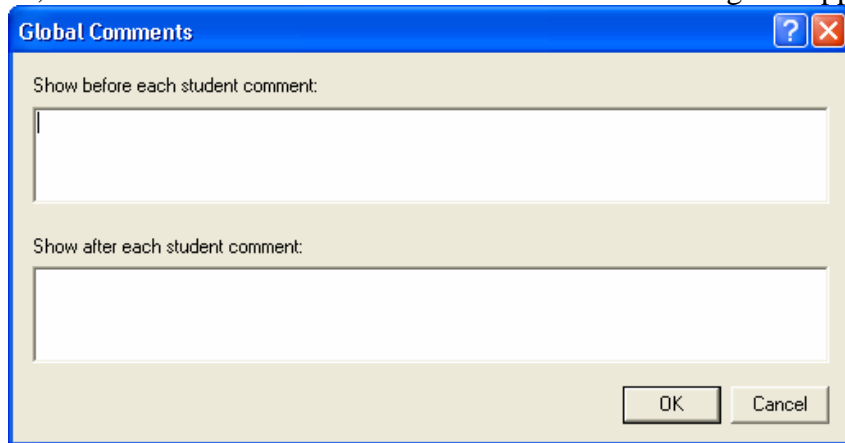 Global Comments
Show before each student comment:
Show after each student comment:
OK Cancel